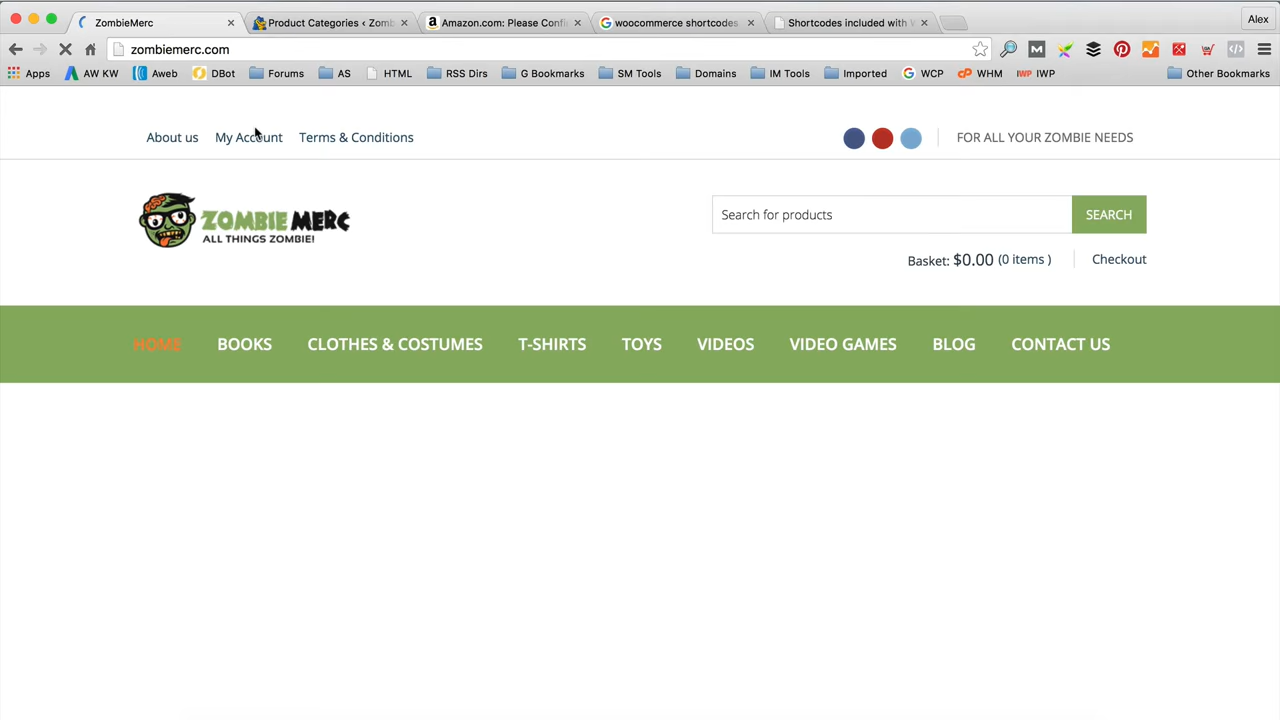 ZombieMerc
Product Categories ‹ Zomb
Amazon.com: Please Confi
woocommerce shortcodes
Shortcodes included with
Alex
zombiemerc.com
Apps
AW KW
Aweb
DBot
Forums
AS
HTML
RSS Dirs
G Bookmarks
SM Tools
Domains
IM Tools
Imported
WCP
WHM
IWP
Other Bookmarks
About us
My Account
Terms & Conditions
FOR ALL YOUR ZOMBIE NEEDS
ZOMBIE MERC
ALL THINGS ZOMBIE!
Search for products
SEARCH
Basket: $0.00 (0 items )
Checkout
HOME
BOOKS
CLOTHES & COSTUMES
T-SHIRTS
TOYS
VIDEOS
VIDEO GAMES
BLOG
CONTACT US